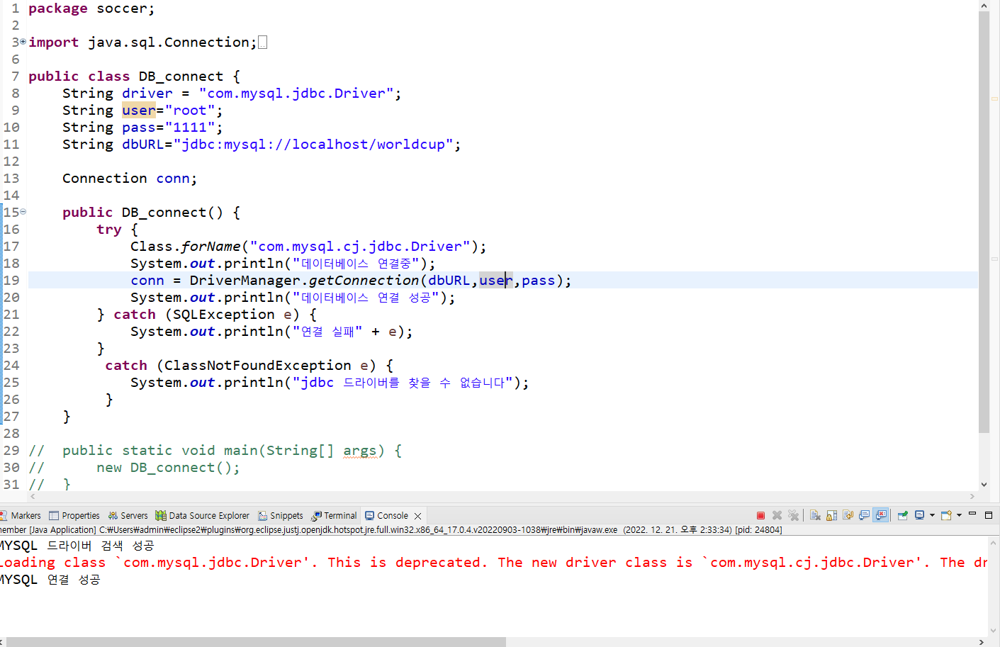 1 package soccer;
2
3 import java.sql.Connection;
6
7 public class DB_connect {
8 String driver = "com.mysql.jdbc.Driver";
9 String user="root";
10 String pass="1111";
11 String dbURL="jdbc:mysql://localhost/worldcup";
12
13 Connection conn;
14
15 public DB_connect() {
16 try {
17 Class.forName("com.mysql.cj.jdbc.Driver");
18 System.out.println("데이터베이스 연결중");
19 conn = DriverManager.getConnection(dbURL,user,pass);
20 System.out.println("데이터베이스 연결 성공");
21 } catch (SQLException e) {
22 System.out.println("연결 실패" + e);
23 }
24 catch (ClassNotFoundException e) {
25 System.out.println("jdbc 드라이버를 찾을 수 없습니다");
26 }
27 }
28
29 // public static void main(String[] args) {
30 // new DB_connect();
31 // }
Markers Properties Servers Data Source Explorer Snippets Terminal Console
member [Java Application] C:₩Users₩admin₩eclipse2₩plugins₩org.eclipse.justj.openjdk.hotspot.jre.full.win32.x86_64_17.0.4.v20220903-1038₩jre₩bin₩javaw.exe (2022. 12. 21. 오후 2:33:34) [pid: 24804]
MYSQL 드라이버 검색 성공
Loading class `com.mysql.jdbc.Driver'. This is deprecated. The new driver class is `com.mysql.cj.jdbc.Driver'. The dr
MYSQL 연결 성공